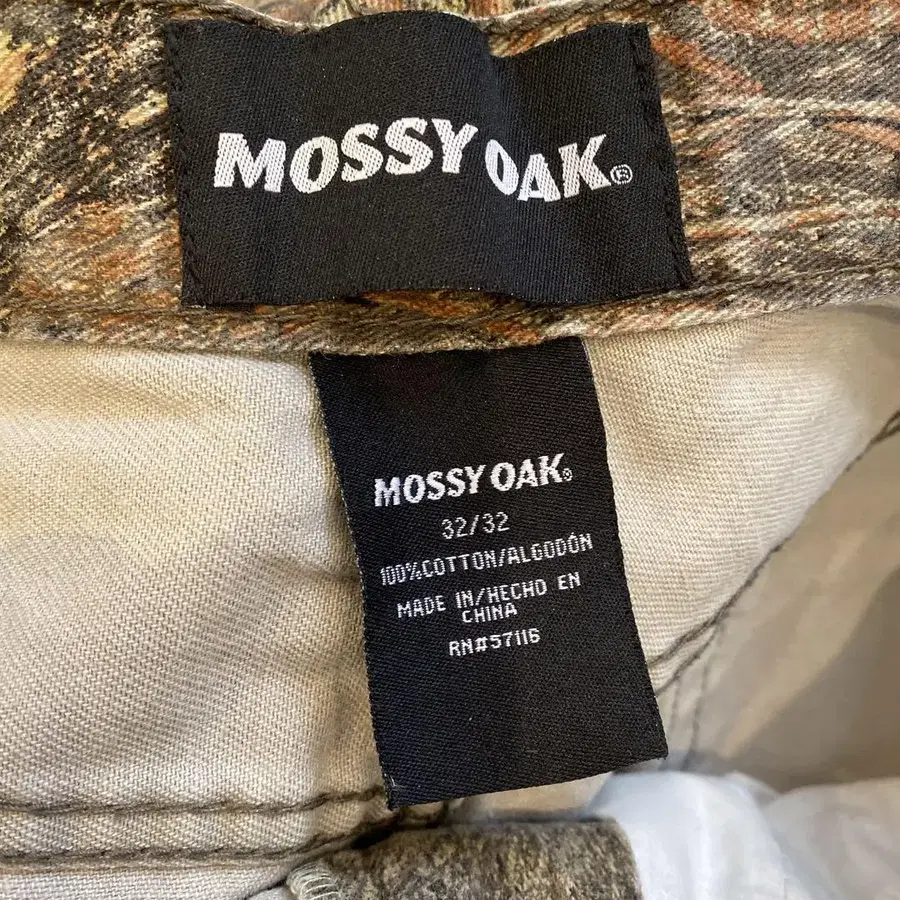 MOSSY OAK®
MOSSY OAK®
32/32
100%COTTON/ALGODÓN
MADE IN/HECHO EN
CHINA
RN#57116